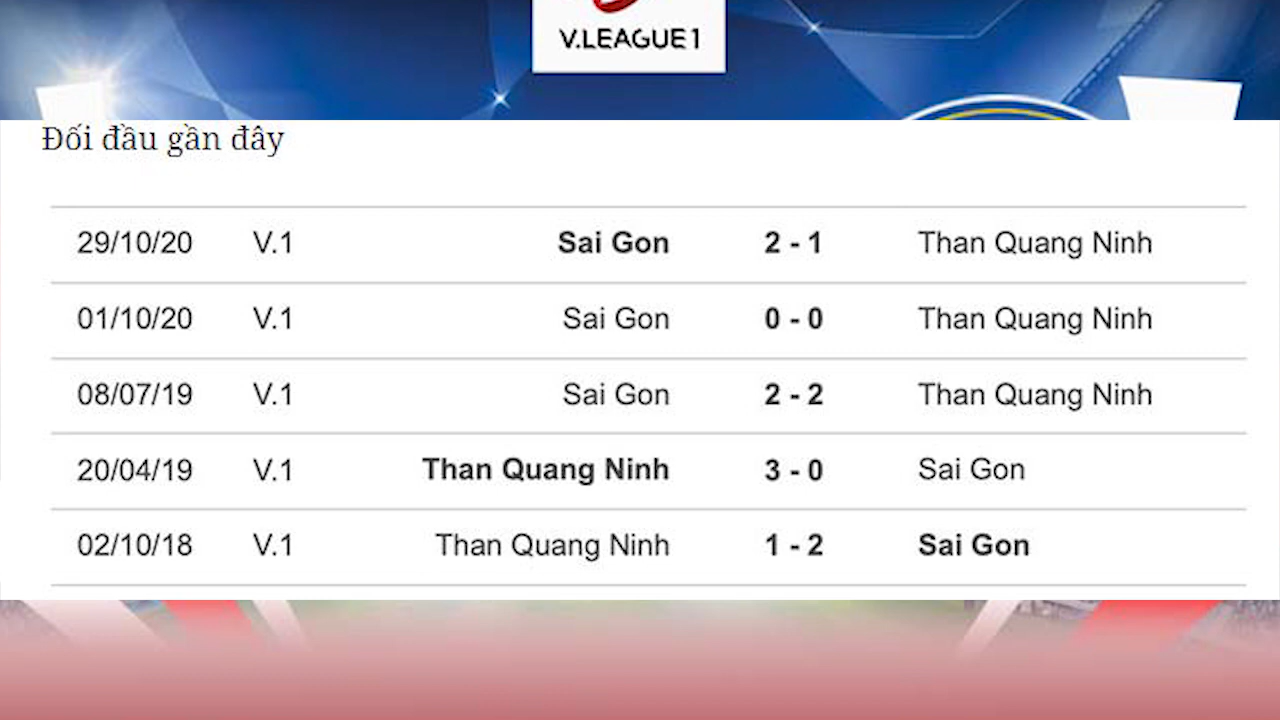 V.LEAGUE 1
Đối đầu gần đây
29/10/20 V.1 Sai Gon 2 - 1 Than Quang Ninh
01/10/20 V.1 Sai Gon 0 - 0 Than Quang Ninh
08/07/19 V.1 Sai Gon 2 - 2 Than Quang Ninh
20/04/19 V.1 Than Quang Ninh 3 - 0 Sai Gon
02/10/18 V.1 Than Quang Ninh 1 - 2 Sai Gon